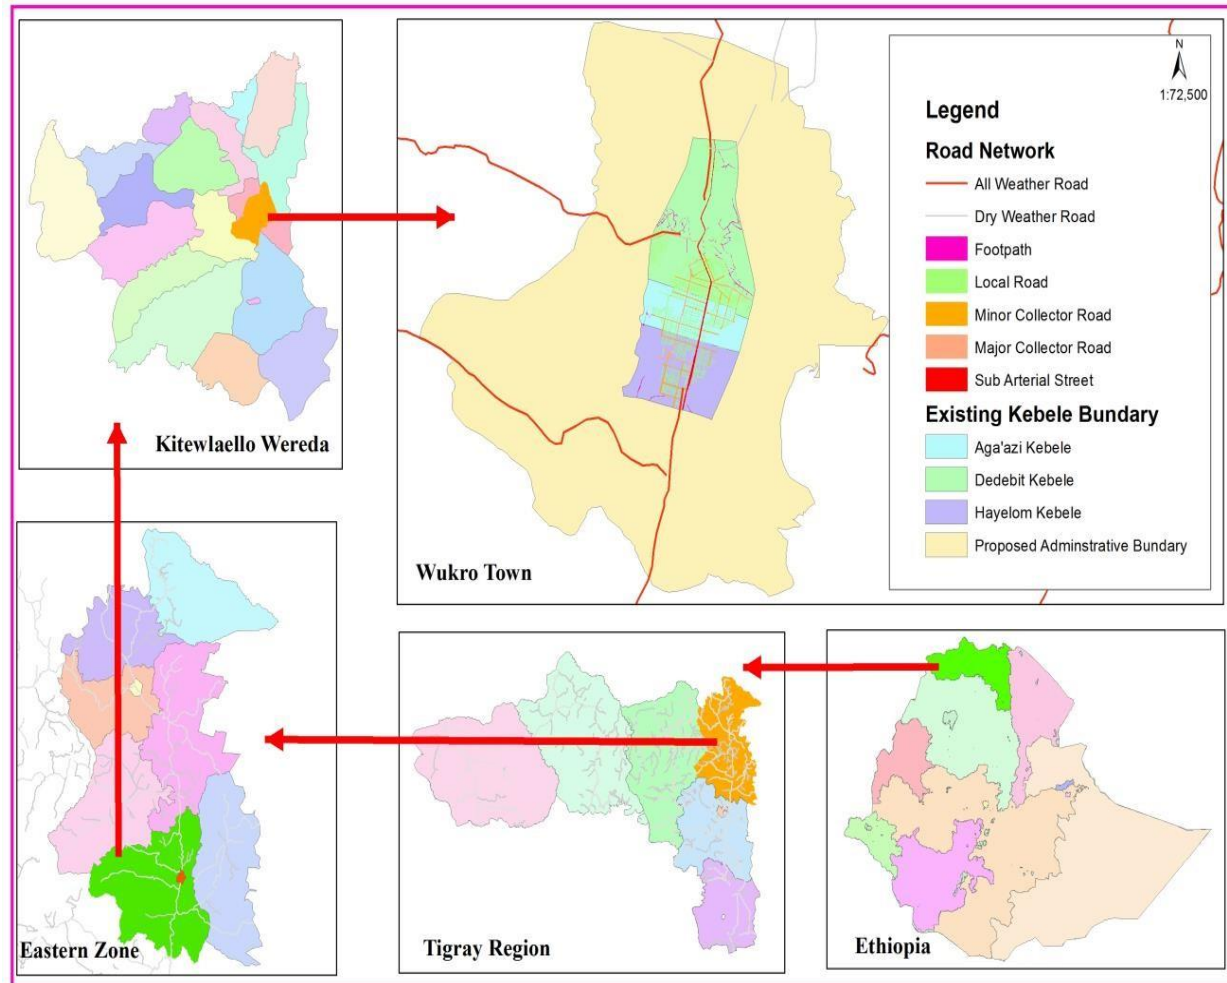 Kitewlaello Wereda
Wukro Town
N
1:72,500
Legend
Road Network
All Weather Road
Dry Weather Road
Footpath
Local Road
Minor Collector Road
Major Collector Road
Sub Arterial Street
Existing Kebele Bundary
Aga'azi Kebele
Dedebit Kebele
Hayelom Kebele
Proposed Adminstrative Bundary
Eastern Zone
Tigray Region
Ethiopia